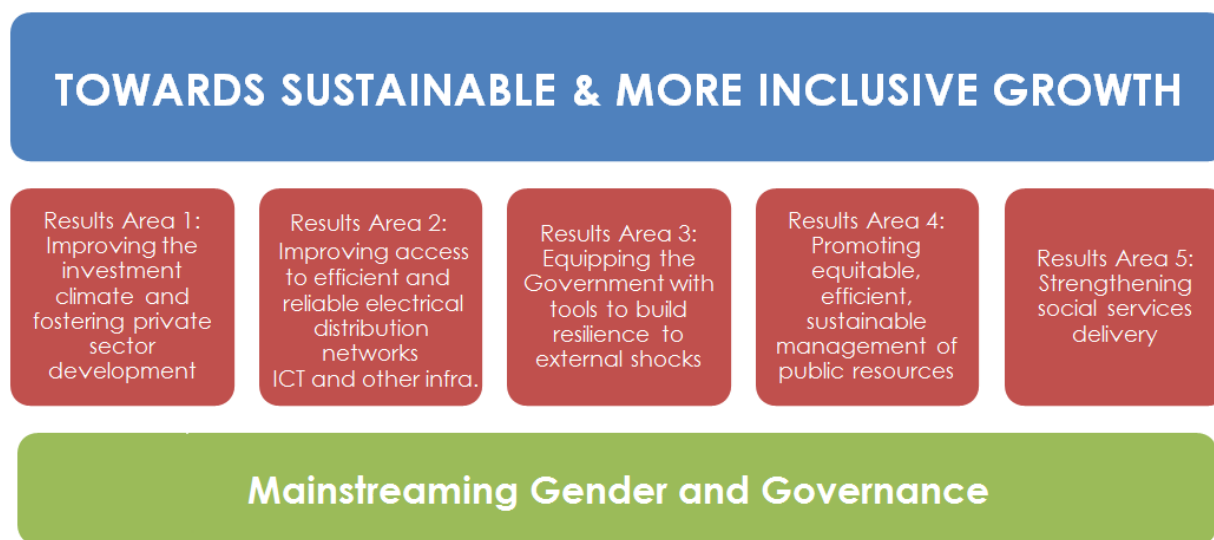 TOWARDS SUSTAINABLE & MORE INCLUSIVE GROWTH
Results Area 1:
Improving the
investment
climate and
fostering private
sector
development
Results Area 2:
Improving access
to efficient and
reliable electrical
distribution
networks
ICT and other infra.
Results Area 3:
Equipping the
Government with
tools to build
resilience to
external shocks
Results Area 4:
Promoting
equitable,
efficient,
sustainable
management of
public resources
Results Area 5:
Strengthening
social services
delivery
Mainstreaming Gender and Governance